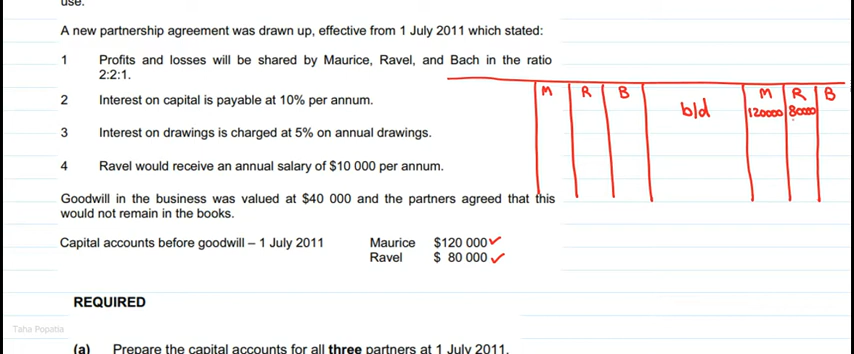 use.
A new partnership agreement was drawn up, effective from 1 July 2011 which stated:
1 Profits and losses will be shared by Maurice, Ravel, and Bach in the ratio
2:2:1.
M R B M R B
2 Interest on capital is payable at 10% per annum.
b/d 120000 80000
3 Interest on drawings is charged at 5% on annual drawings.
4 Ravel would receive an annual salary of $10 000 per annum.
Goodwill in the business was valued at $40 000 and the partners agreed that this
would not remain in the books.
Capital accounts before goodwill – 1 July 2011 Maurice $120 000 ✓
Ravel $ 80 000 ✓
REQUIRED
Taha Popatia
(a) Prepare the capital accounts for all three partners at 1 July 2011.